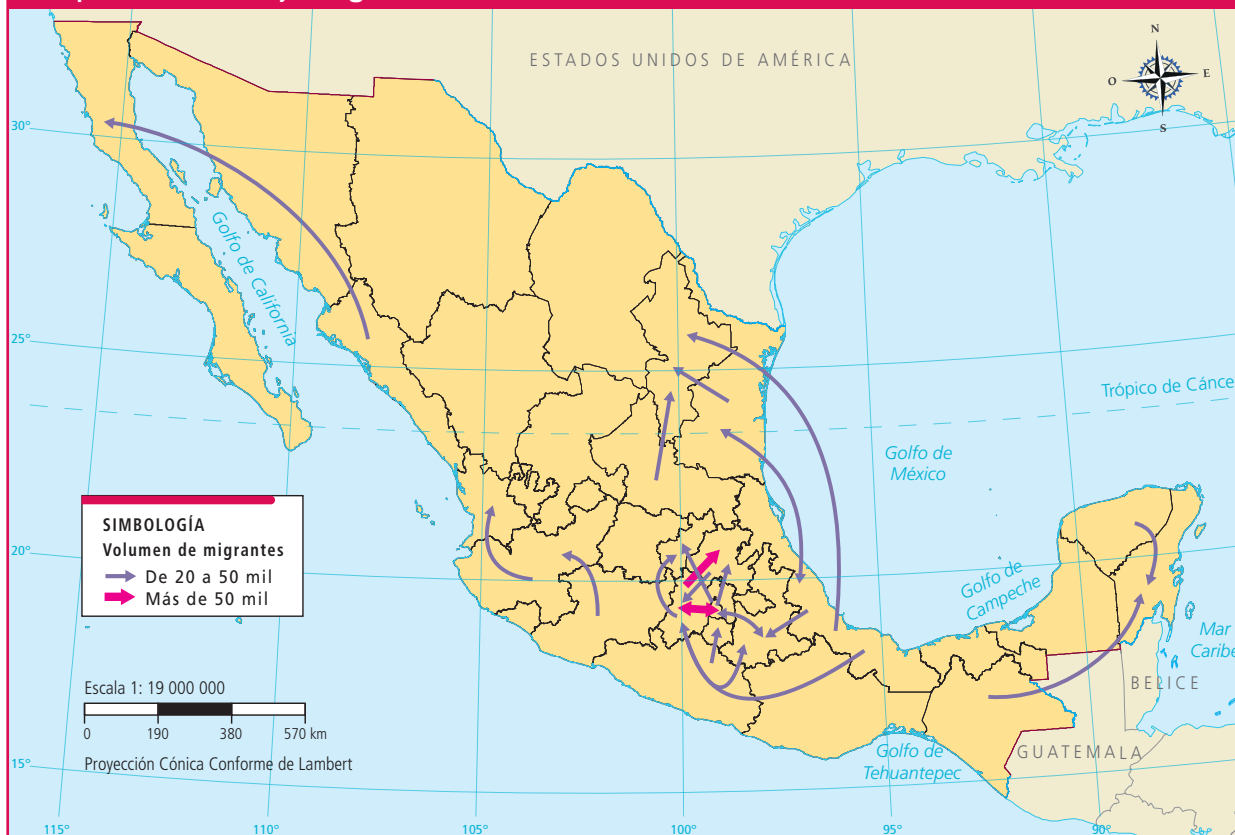 ESTADOS UNIDOS DE AMÉRICA
N
O
E
S
30°
Golfo
de California
25°
Trópico de Cánce
Golfo de
México
SIMBOLOGÍA
Volumen de migrantes
De 20 a 50 mil
Más de 50 mil
20°
Golfo de
Campeche
Mar
Caribe
Escala 1: 19 000 000
0 190 380 570 km
Proyección Cónica Conforme de Lambert
BELICE
GUATEMALA
Golfo de
Tehuantepec
15°
115° 110° 105° 100° 95° 90°